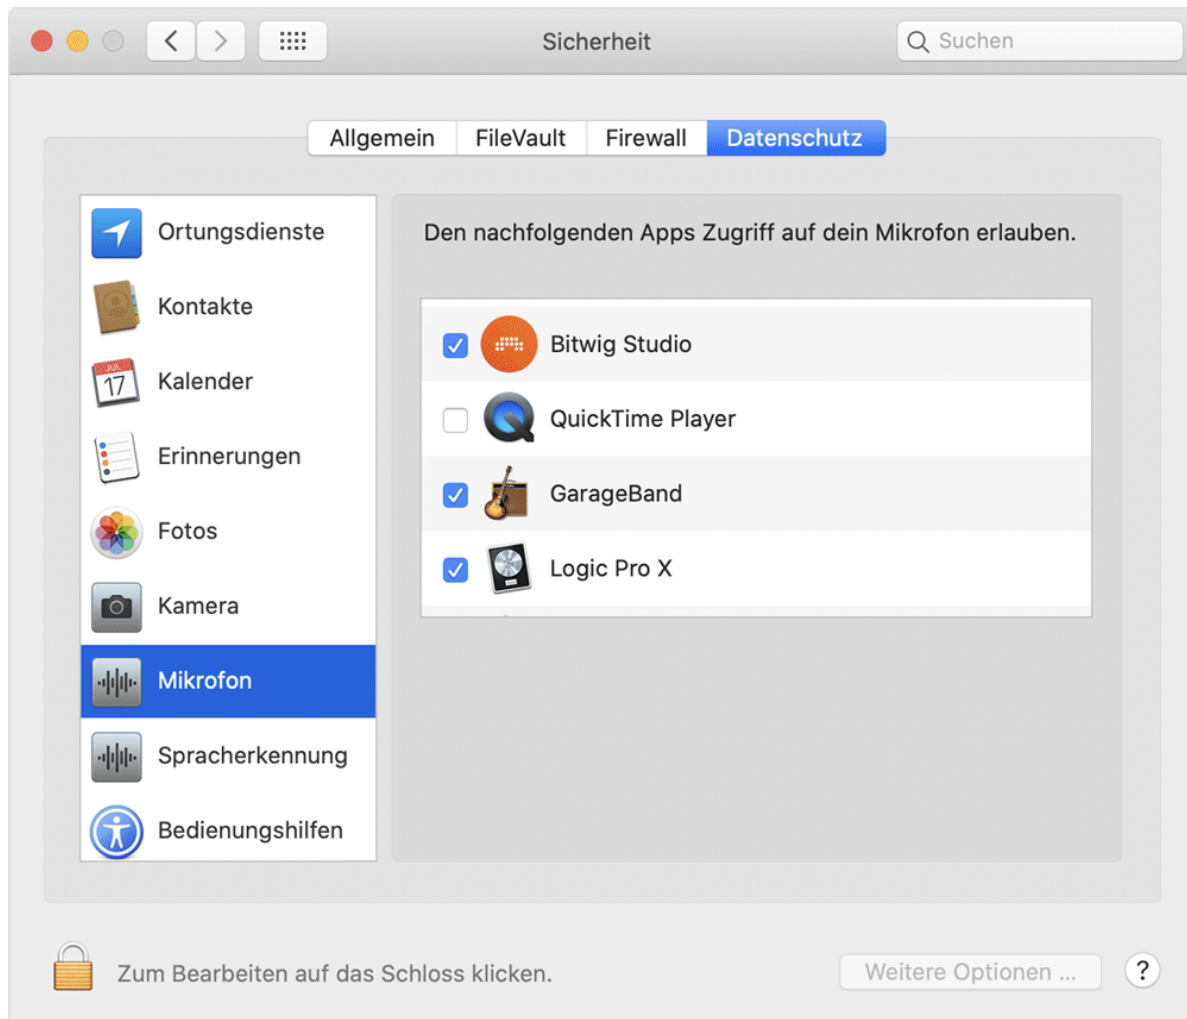 Sicherheit
Suchen
Allgemein
FileVault
Firewall
Datenschutz
Ortungsdienste
Kontakte
JUL
17
Kalender
Erinnerungen
Fotos
Kamera
Mikrofon
Spracherkennung
Bedienungshilfen
Den nachfolgenden Apps Zugriff auf dein Mikrofon erlauben.
Bitwig Studio
QuickTime Player
GarageBand
Logic Pro X
Zum Bearbeiten auf das Schloss klicken.
Weitere Optionen ...
?